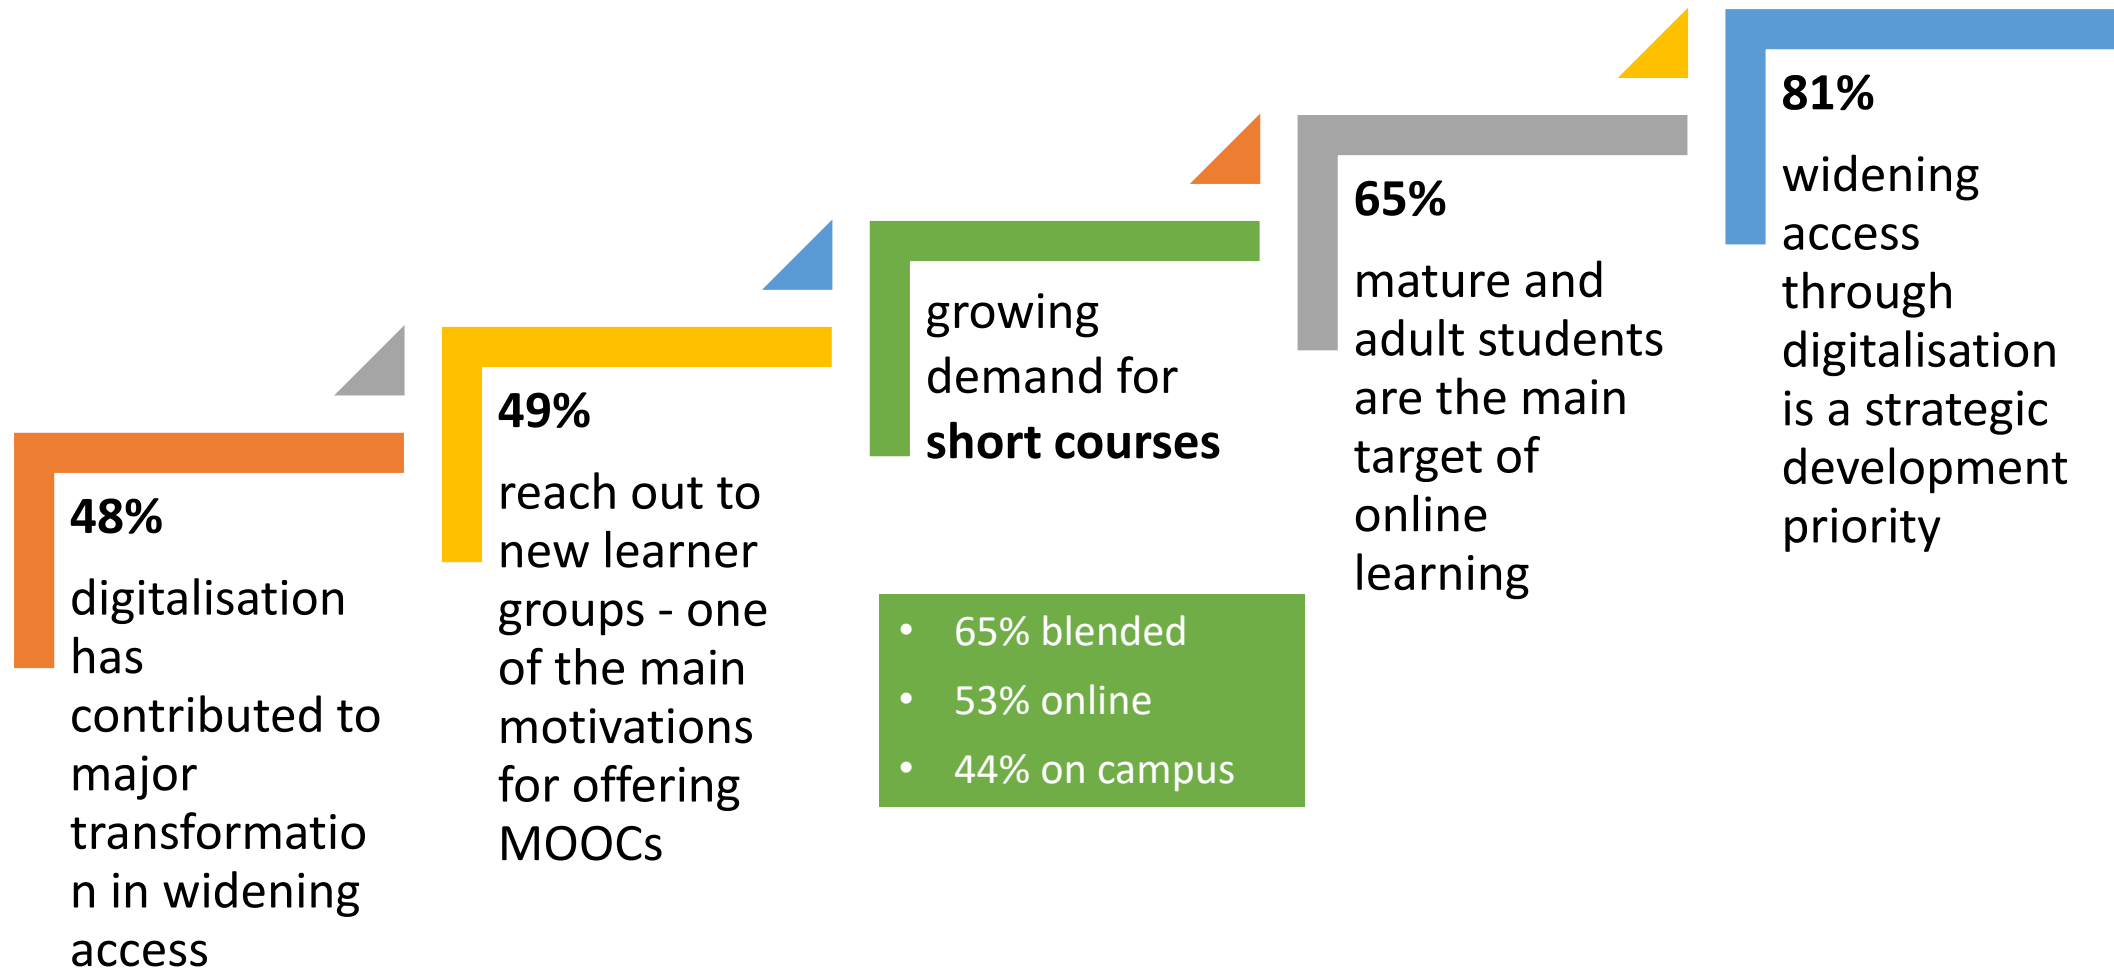 48%
digitalisation
has
contributed to
major
transformatio
n in widening
access
49%
reach out to
new learner
groups - one
of the main
motivations
for offering
MOOCs
growing
demand for
short courses
• 65% blended
• 53% online
• 44% on campus
65%
mature and
adult students
are the main
target of
online
learning
81%
widening
access
through
digitalisation
is a strategic
development
priority